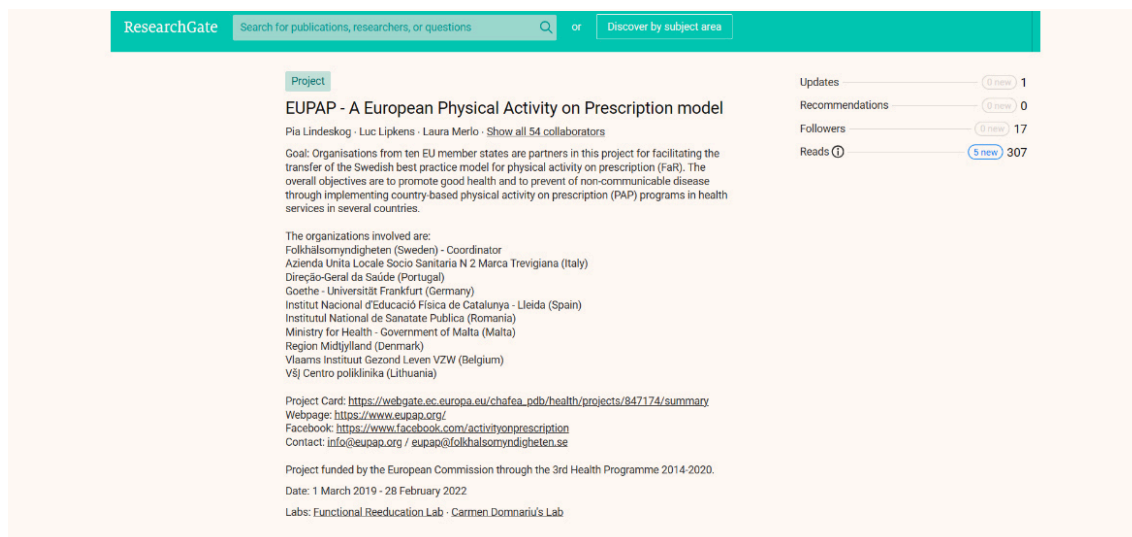 ResearchGate
Search for publications, researchers, or questions
or
Discover by subject area
Project
EUPAP - A European Physical Activity on Prescription model
Pia Lindeskog · Luc Lipkens · Laura Merlo · Show all 54 collaborators
Goal: Organisations from ten EU member states are partners in this project for facilitating the
transfer of the Swedish best practice model for physical activity on prescription (FaR). The
overall objectives are to promote good health and to prevent of non-communicable disease
through implementing country-based physical activity on prescription (PAP) programs in health
services in several countries.
The organizations involved are:
Folkhälsomyndigheten (Sweden) - Coordinator
Azienda Unita Locale Socio Sanitaria N 2 Marca Trevigiana (Italy)
Direção-Geral da Saúde (Portugal)
Goethe - Universität Frankfurt (Germany)
Institut Nacional d'Educació Física de Catalunya - Lleida (Spain)
Institutul National de Sanatate Publica (Romania)
Ministry for Health - Government of Malta (Malta)
Region Midtjylland (Denmark)
Vlaams Instituut Gezond Leven VZW (Belgium)
VšĮ Centro poliklinika (Lithuania)
Project Card: https://webgate.ec.europa.eu/chafea_pdb/health/projects/847174/summary
Webpage: https://www.eupap.org/
Facebook: https://www.facebook.com/activityonprescription
Contact: info@eupap.org / eupap@folkhalsomyndigheten.se
Project funded by the European Commission through the 3rd Health Programme 2014-2020.
Date: 1 March 2019 - 28 February 2022
Labs: Functional Reeducation Lab · Carmen Domnariu's Lab
Updates 0 new 1
Recommendations 0 new 0
Followers 0 new 17
Reads 5 new 307